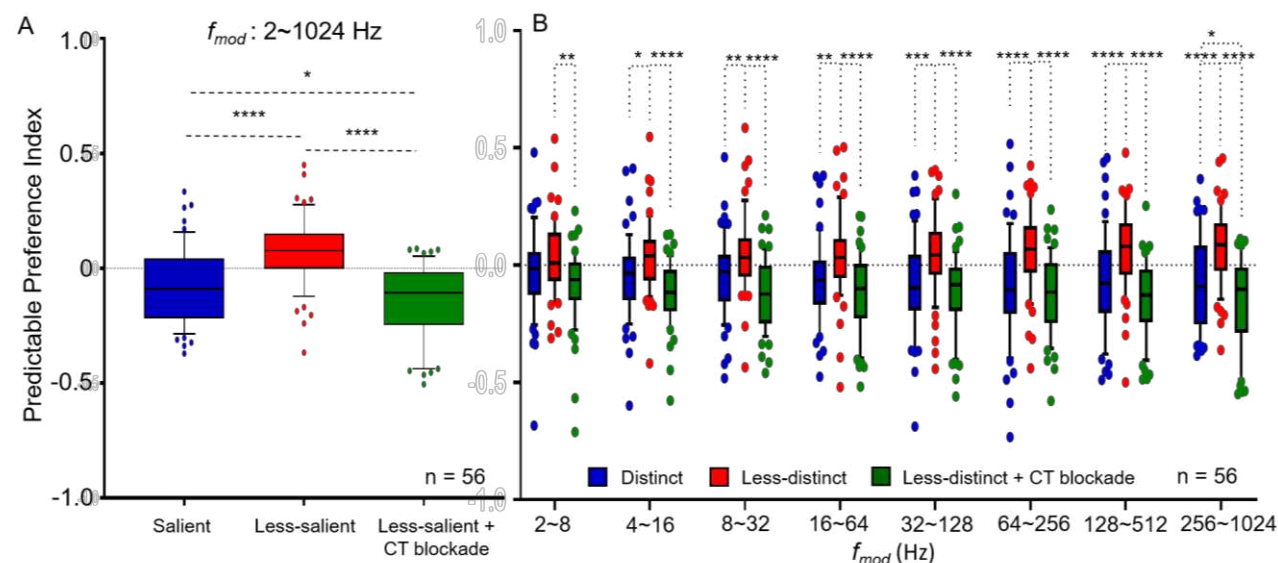 A
f_mod : 2~1024 Hz
Predictable Preference Index
1.0
0.5
0
-0.5
-1.0
*
****
****
n = 56
Salient
Less-salient
Less-salient +
CT blockade
B
1.0
0.5
0.0
-0.5
-1.0
**
* ****
** ****
** ****
*** ****
**** ****
**** ****
*
**** ****
Distinct
Less-distinct
Less-distinct + CT blockade
n = 56
2~8
4~16
8~32
16~64
32~128
64~256
128~512
256~1024
f_mod (Hz)